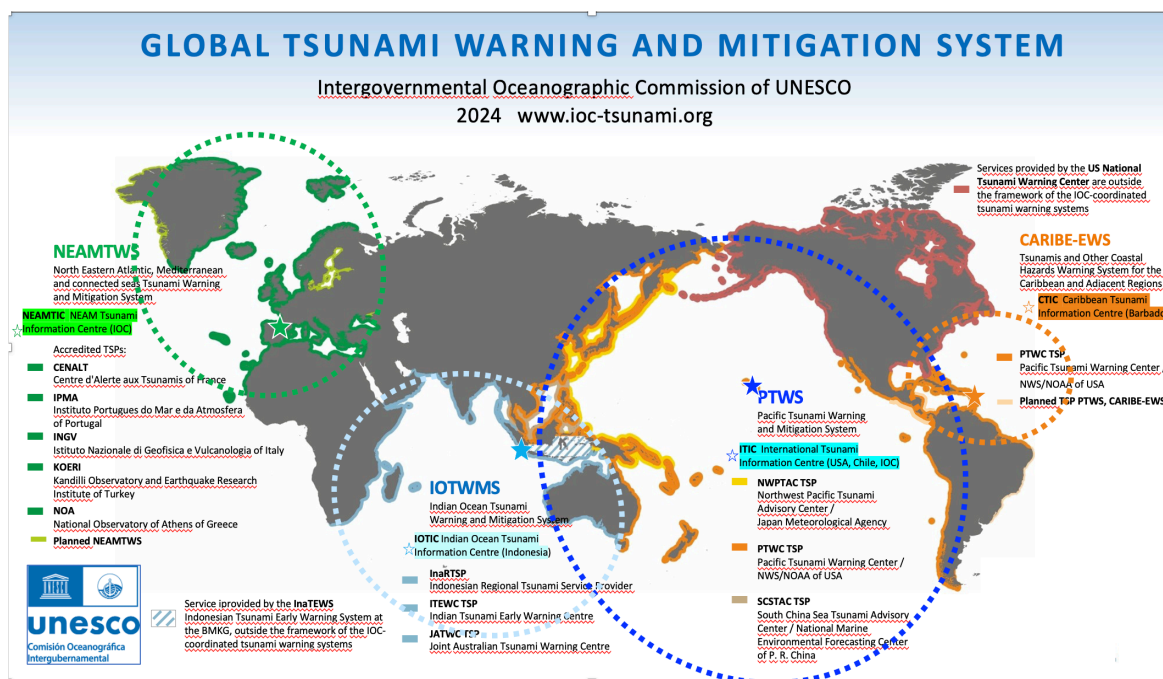 GLOBAL TSUNAMI WARNING AND MITIGATION SYSTEM
Intergovernmental Oceanographic Commission of UNESCO
2024 www.ioc-tsunami.org
Services provided by the US National
Tsunami Warning Center are outside
the framework of the IOC-coordinated
tsunami warning systems
NEAMTWS
North Eastern Atlantic, Mediterranean
and connected seas Tsunami Warning
and Mitigation System
NEAMTIC NEAM Tsunami
Information Centre (IOC)
Accredited TSPs:
CENALT
Centre d'Alerte aux Tsunamis of France
IPMA
Instituto Portugues do Mar e da Atmosfera
of Portugal
INGV
Istituto Nazionale di Geofisica e Vulcanologia of Italy
KOERI
Kandilli Observatory and Earthquake Research
Institute of Turkey
NOA
National Observatory of Athens of Greece
Planned NEAMTWS
CARIBE-EWS
Tsunamis and Other Coastal
Hazards Warning System for the
Caribbean and Adjacent Regions
CTIC Caribbean Tsunami
Information Centre (Barbado
PTWC TSP
Pacific Tsunami Warning Center
NWS/NOAA of USA
Planned TSP PTWS, CARIBE-EWS
PTWS
Pacific Tsunami Warning
and Mitigation System
ITIC International Tsunami
Information Centre (USA, Chile, IOC)
NWPTAC TSP
Northwest Pacific Tsunami
Advisory Center /
Japan Meteorological Agency
PTWC TSP
Pacific Tsunami Warning Center /
NWS/NOAA of USA
SCSTAC TSP
South China Sea Tsunami Advisory
Center / National Marine
Environmental Forecasting Center
of P. R. China
IOTWMS
Indian Ocean Tsunami
Warning and Mitigation System
IOTIC Indian Ocean Tsunami
Information Centre (Indonesia)
InaRTSP
Indonesian Regional Tsunami Service Provider
ITEWC TSP
Indian Tsunami Early Warning Centre
JATWC TSP
Joint Australian Tsunami Warning Centre
Service iprovided by the InaTEWS
Indonesian Tsunami Early Warning System at
the BMKG, outside the framework of the IOC-
coordinated tsunami warning systems
unesco
Comisión Oceanográfica
Intergubernamental